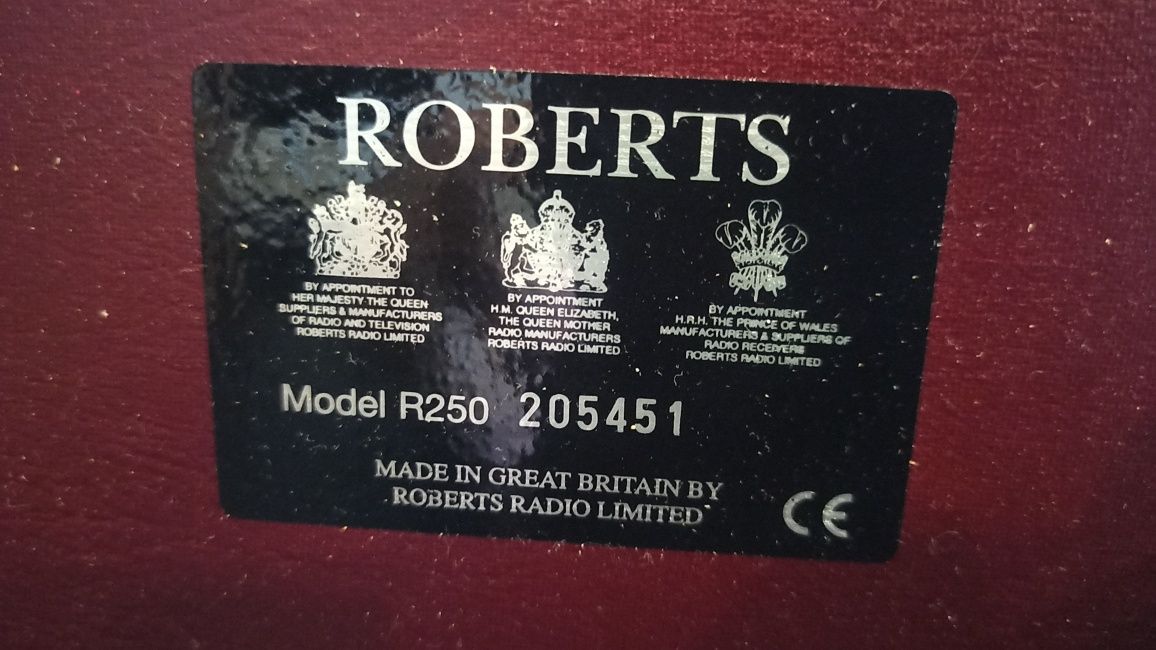 ROBERTS
BY APPOINTMENT TO
HER MAJESTY THE QUEEN
SUPPLIERS & MANUFACTURERS
OF RADIO AND TELEVISION
ROBERTS RADIO LIMITED
BY APPOINTMENT
H.M. QUEEN ELIZABETH,
THE QUEEN MOTHER
RADIO MANUFACTURERS
ROBERTS RADIO LIMITED
BY APPOINTMENT
H.R.H. THE PRINCE OF WALES
MANUFACTURERS & SUPPLIERS OF
RADIO RECEIVERS
ROBERTS RADIO LIMITED
Model R250 205451
MADE IN GREAT BRITAIN BY
ROBERTS RADIO LIMITED
CE